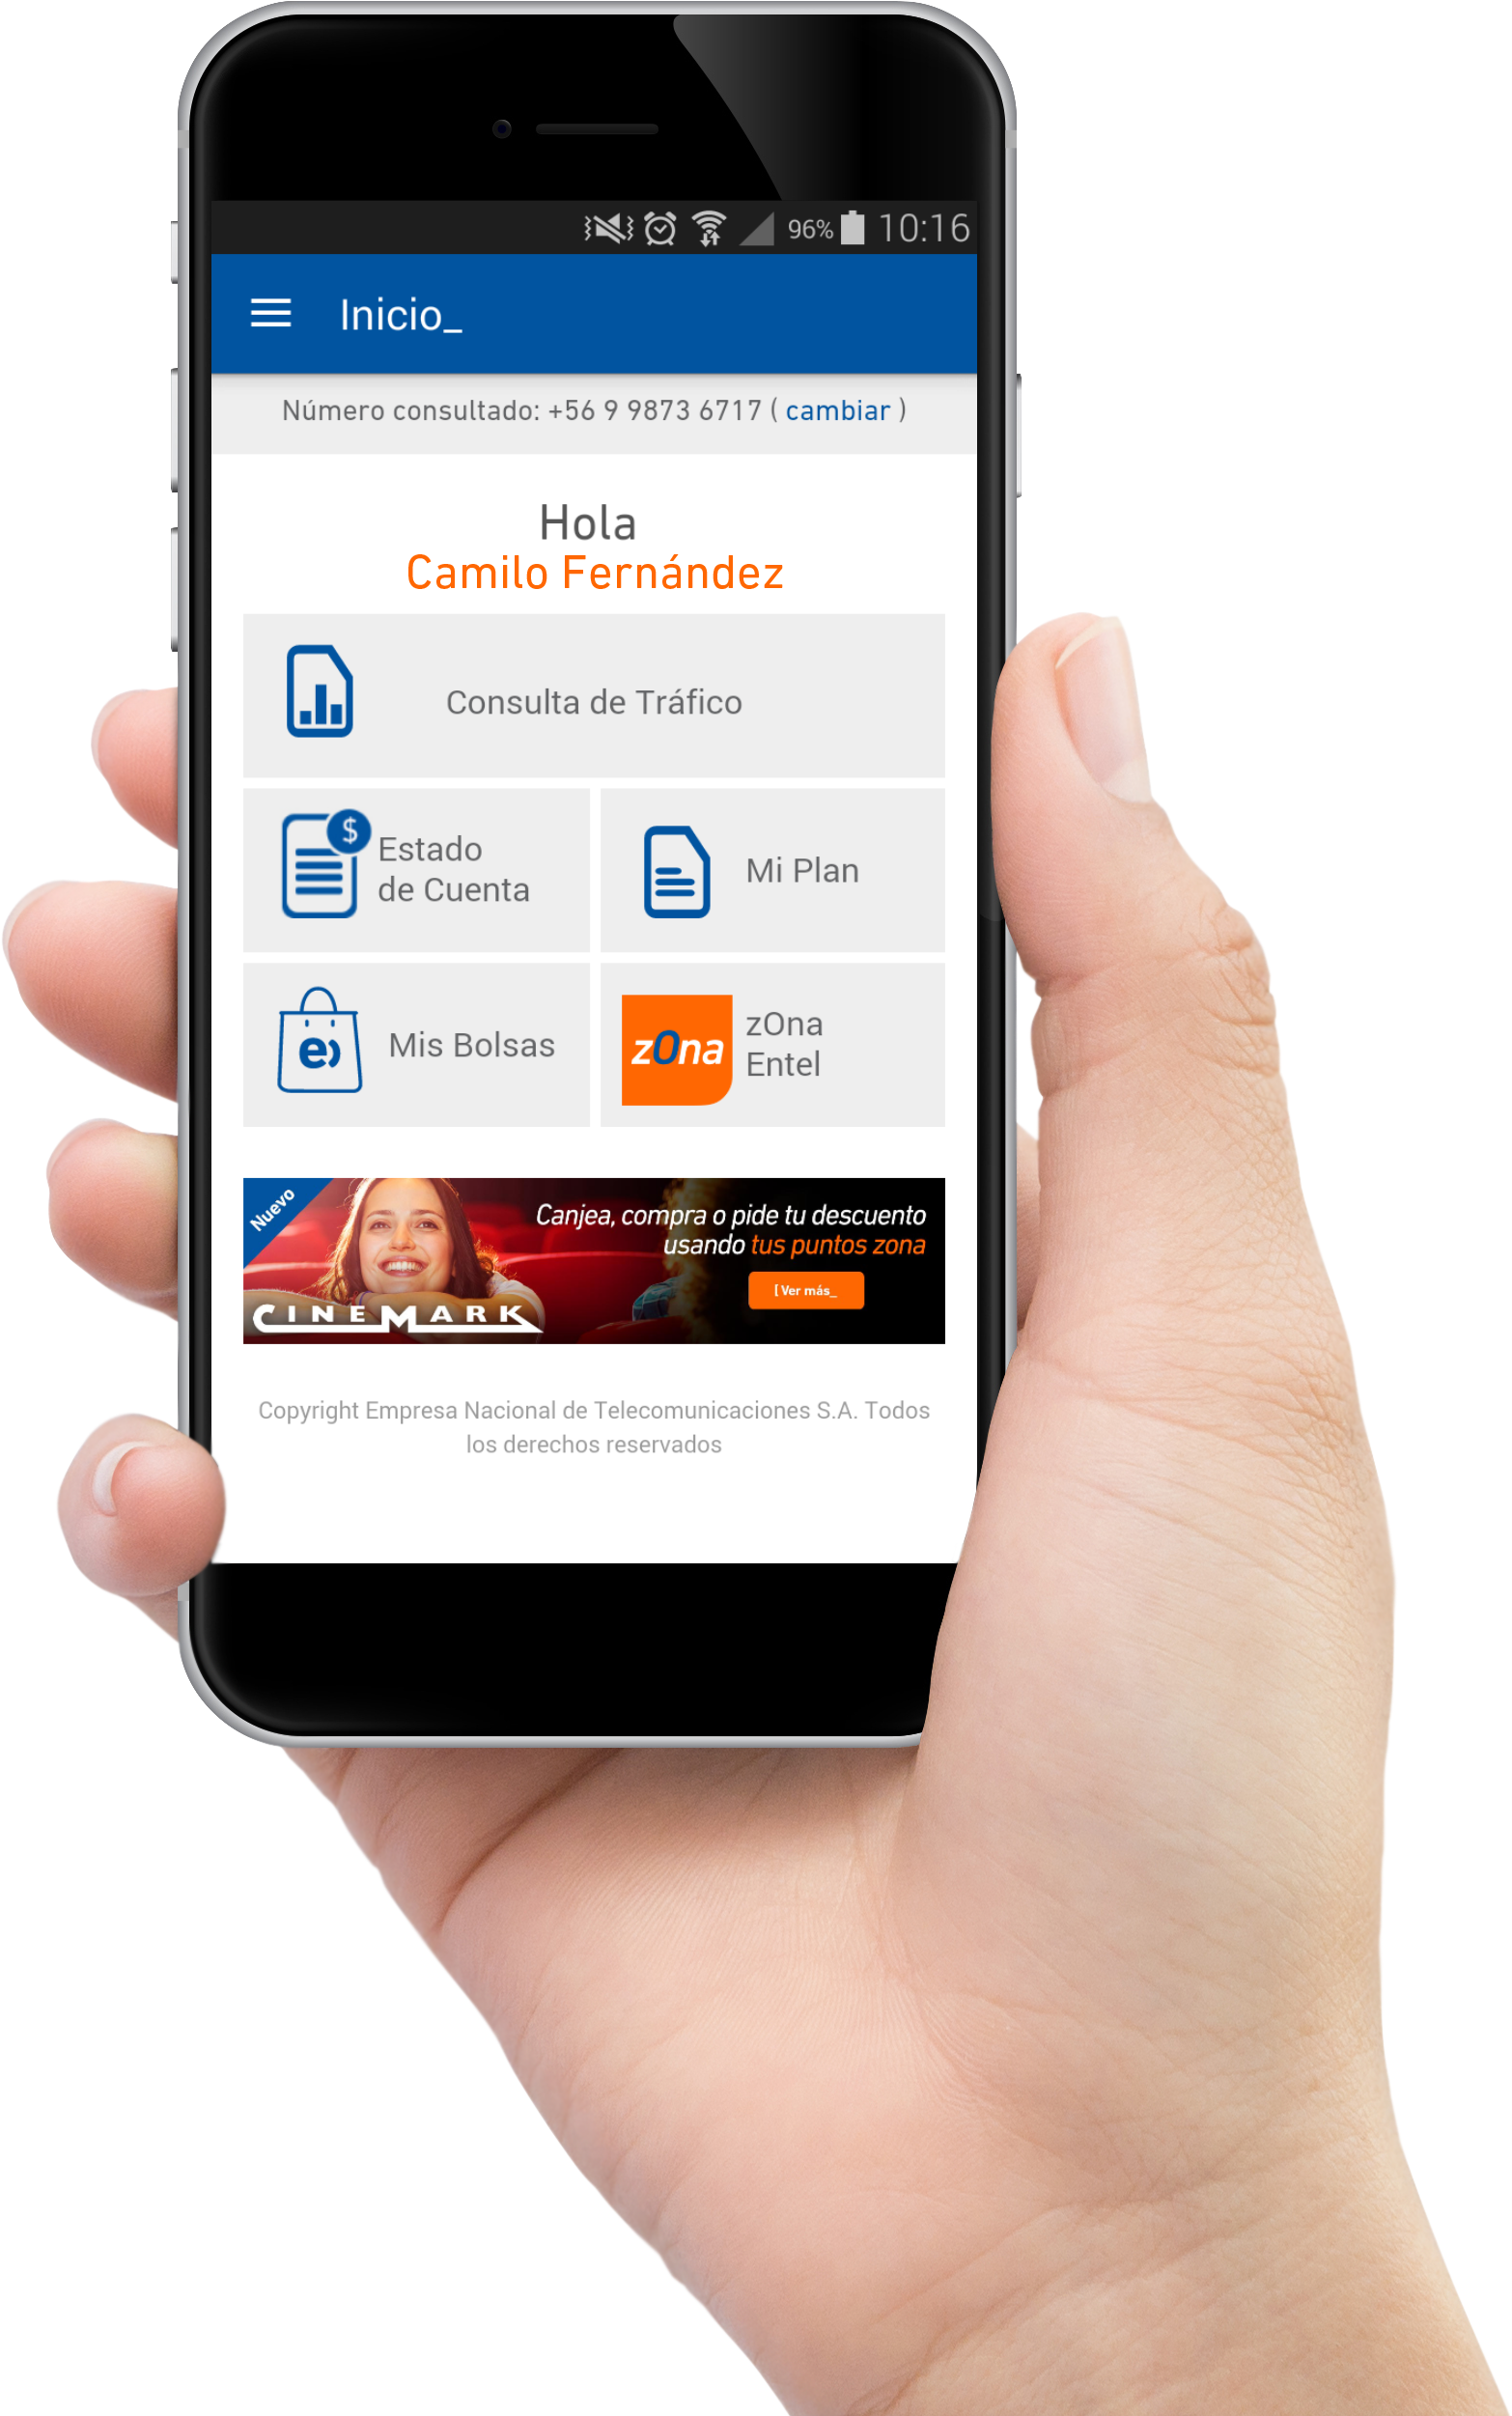 96% 10:16
Inicio_
Número consultado: +56 9 9873 6717 ( cambiar )
Hola
Camilo Fernández
Consulta de Tráfico
$
Estado
de Cuenta
Mi Plan
e)
Mis Bolsas
zOna
zOna
Entel
Nuevo
Canjea, compra o pide tu descuento
usando tus puntos zona
[ Ver más_
CINEMARK
Copyright Empresa Nacional de Telecomunicaciones S.A. Todos
los derechos reservados